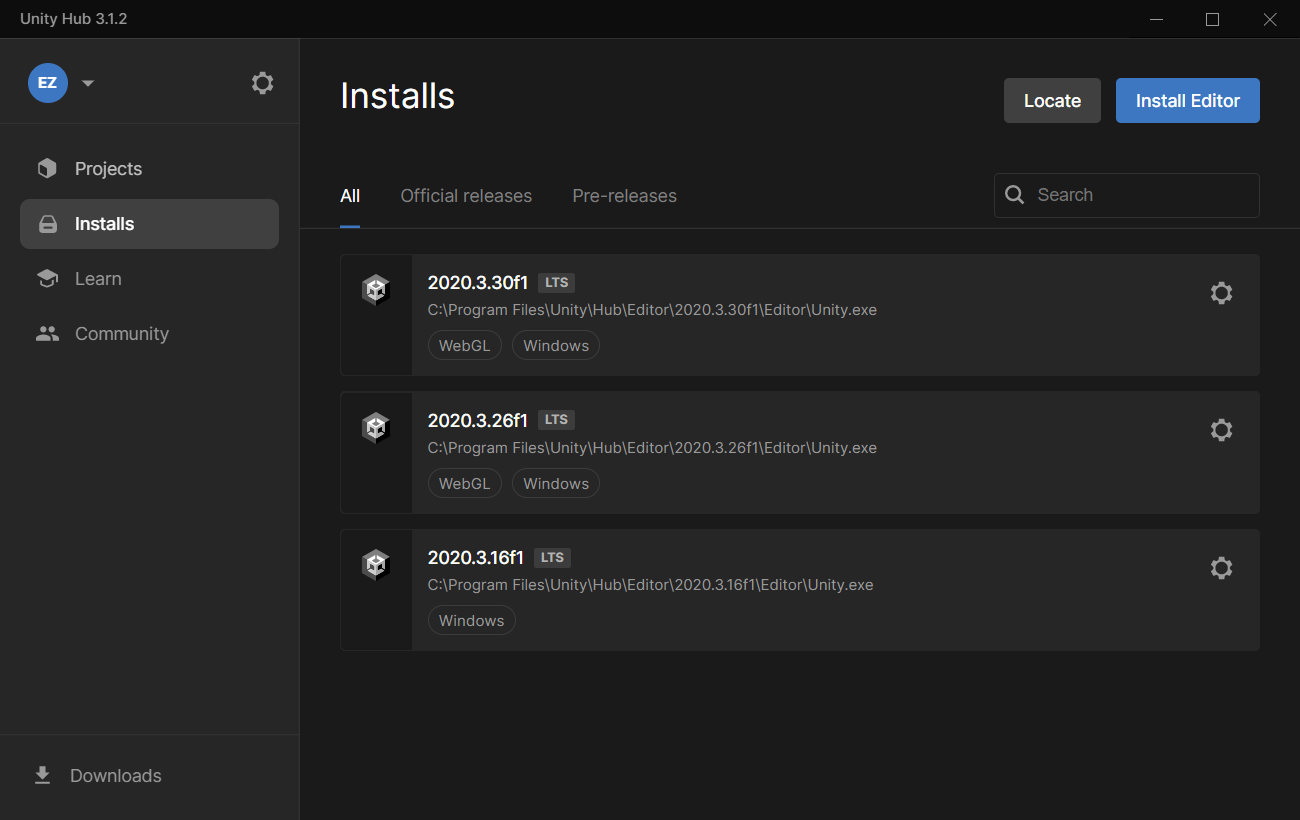 Unity Hub 3.1.2
EZ
Projects
Installs
Learn
Community
Downloads
Installs
Locate
Install Editor
All
Official releases
Pre-releases
Search
2020.3.30f1 LTS
C:\Program Files\Unity\Hub\Editor\2020.3.30f1\Editor\Unity.exe
WebGL
Windows
2020.3.26f1 LTS
C:\Program Files\Unity\Hub\Editor\2020.3.26f1\Editor\Unity.exe
WebGL
Windows
2020.3.16f1 LTS
C:\Program Files\Unity\Hub\Editor\2020.3.16f1\Editor\Unity.exe
Windows